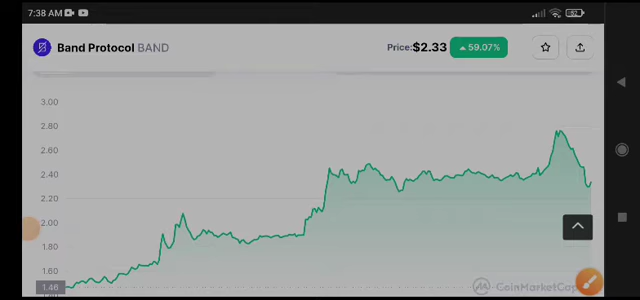 7:38 AM
52
Band Protocol BAND
Price: $2.33 59.07%
3.00
2.80
2.60
2.40
2.20
2.00
1.80
1.60
1.46
CoinMarketCap